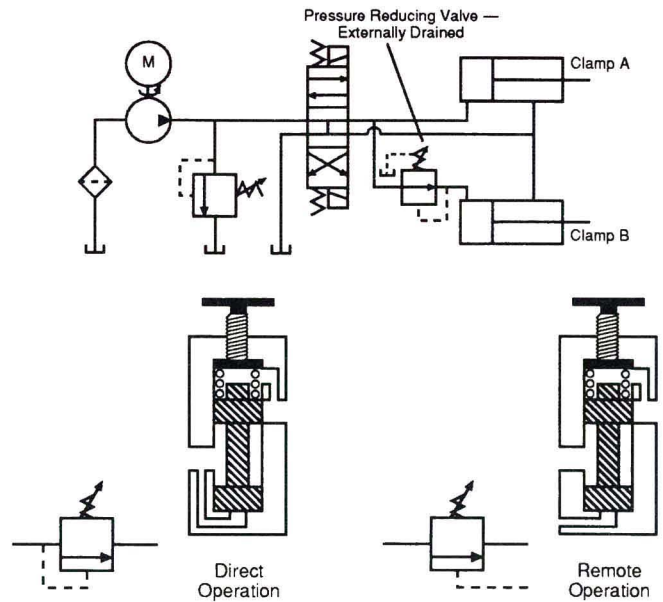 Pressure Reducing Valve —
Externally Drained
M
Clamp A
Clamp B
Direct
Operation
Remote
Operation